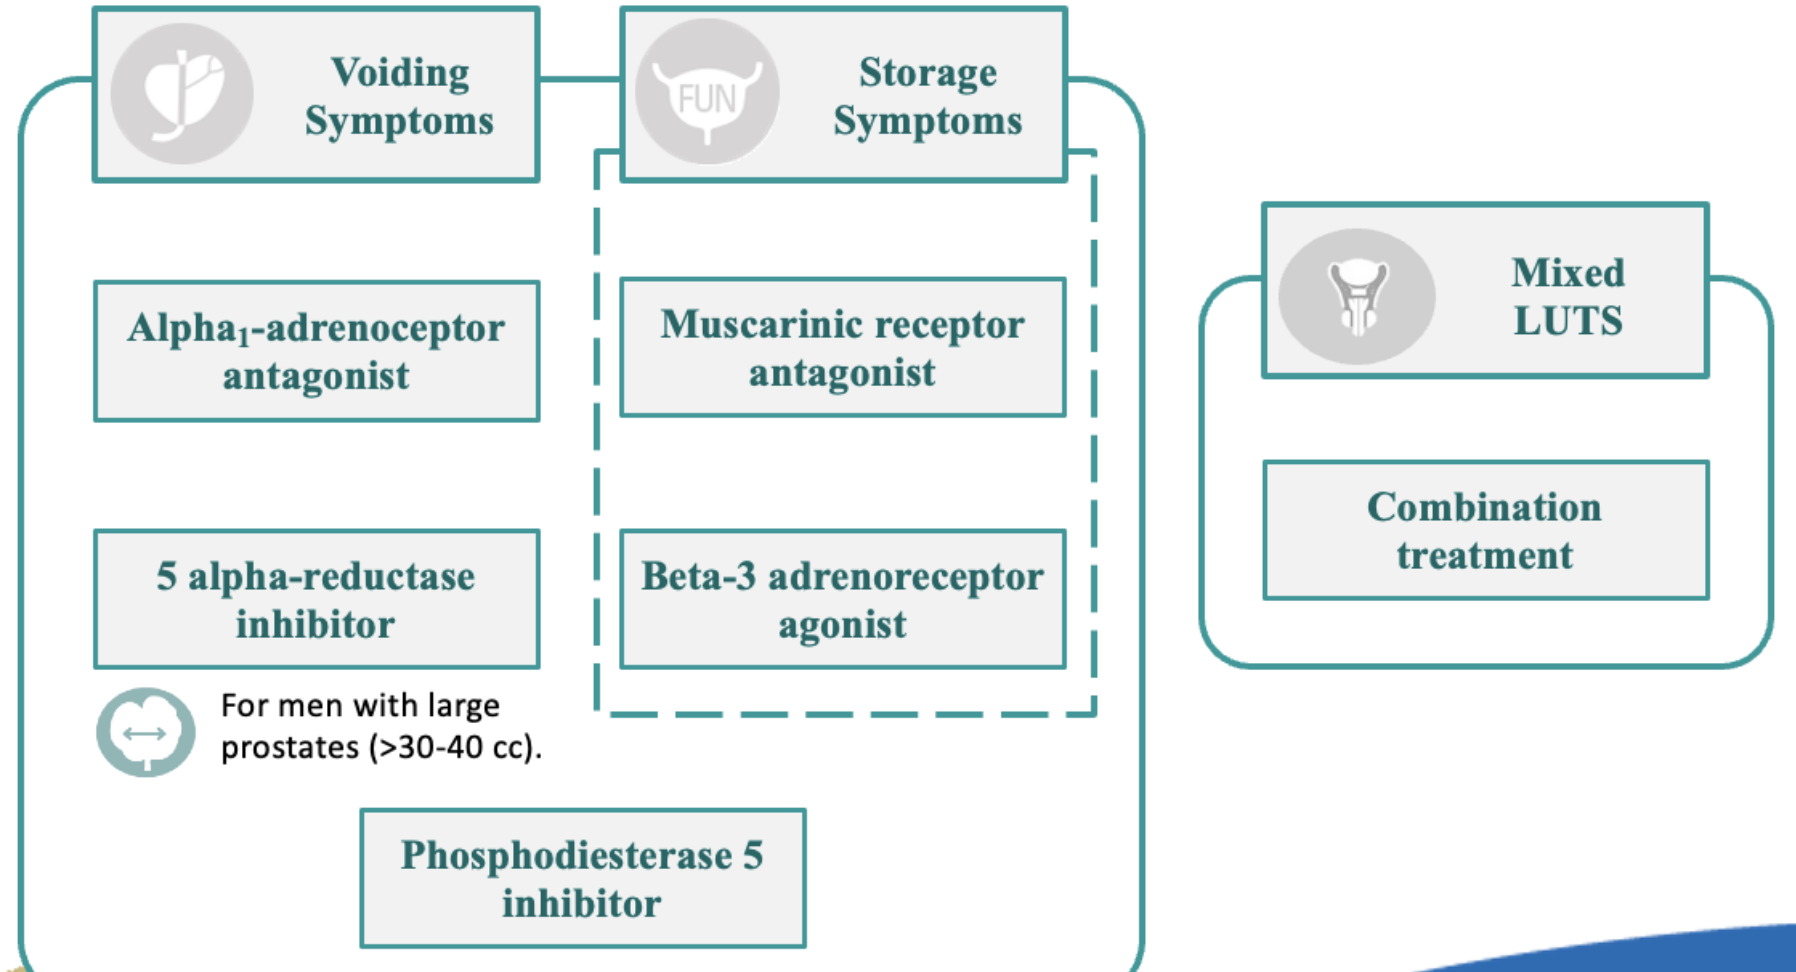 Voiding
Symptoms
FUN
Storage
Symptoms
Alpha₁-adrenoceptor
antagonist
Muscarinic receptor
antagonist
5 alpha-reductase
inhibitor
Beta-3 adrenoreceptor
agonist
For men with large
prostates (>30-40 cc).
Phosphodiesterase 5
inhibitor
Mixed
LUTS
Combination
treatment